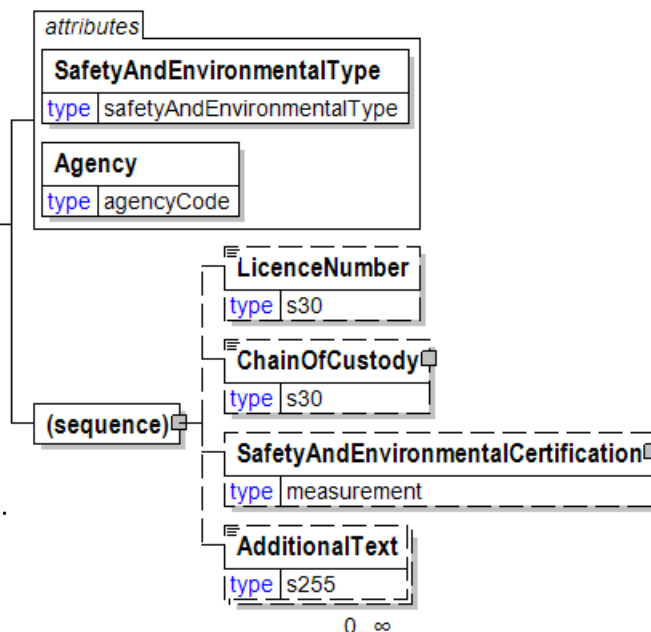 attributes
SafetyAndEnvironmentalType
type safetyAndEnvironmentalType
Agency
type agencyCode
LicenceNumber
type s30
ChainOfCustody
type s30
(sequence)
SafetyAndEnvironmentalCertification
type measurement
.
AdditionalText
type s255
0 ∞